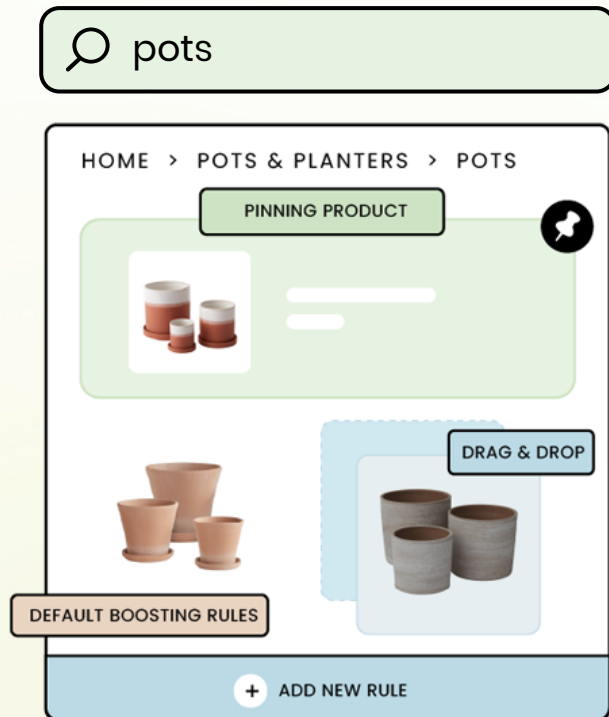 pots
HOME > POTS & PLANTERS > POTS
PINNING PRODUCT
DRAG & DROP
DEFAULT BOOSTING RULES
+ ADD NEW RULE